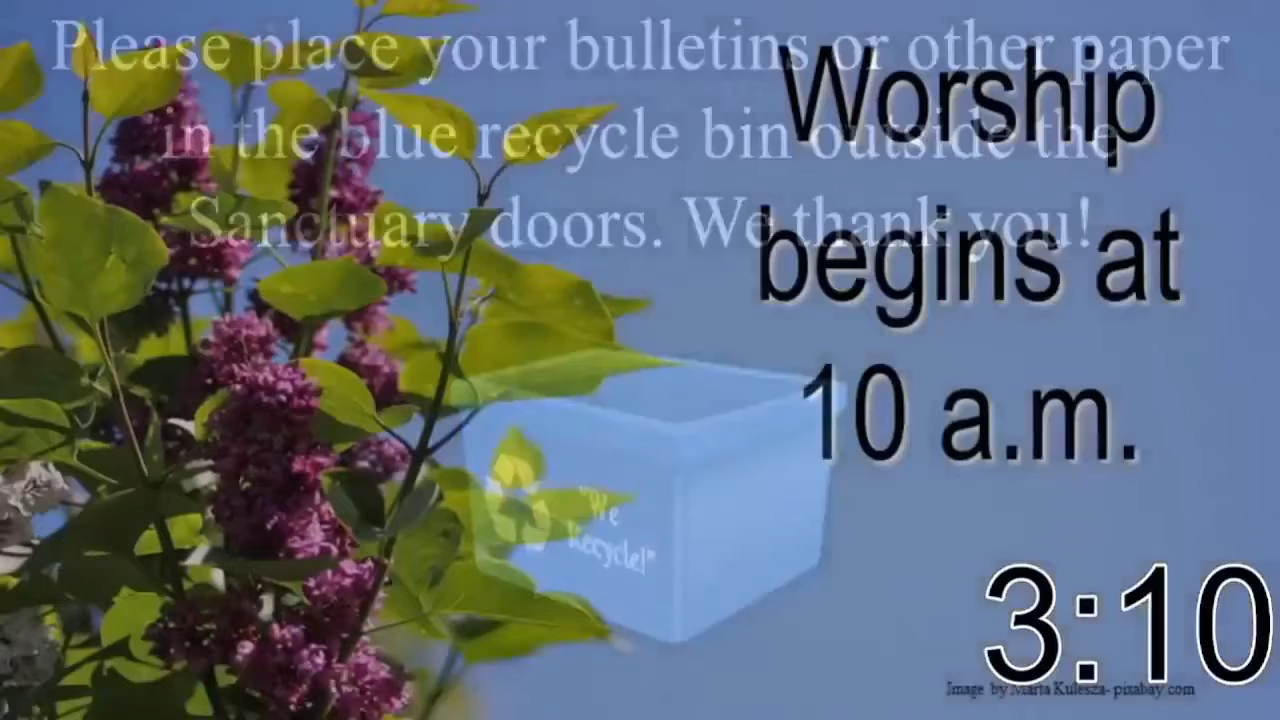 Please place your bulletins or other paper
in the blue recycle bin outside the
Sanctuary doors. We thank you!
Worship
begins at
10 a.m.
"We
Recycle!"
3:10
Image by Marta Kulesza- pixabay.com